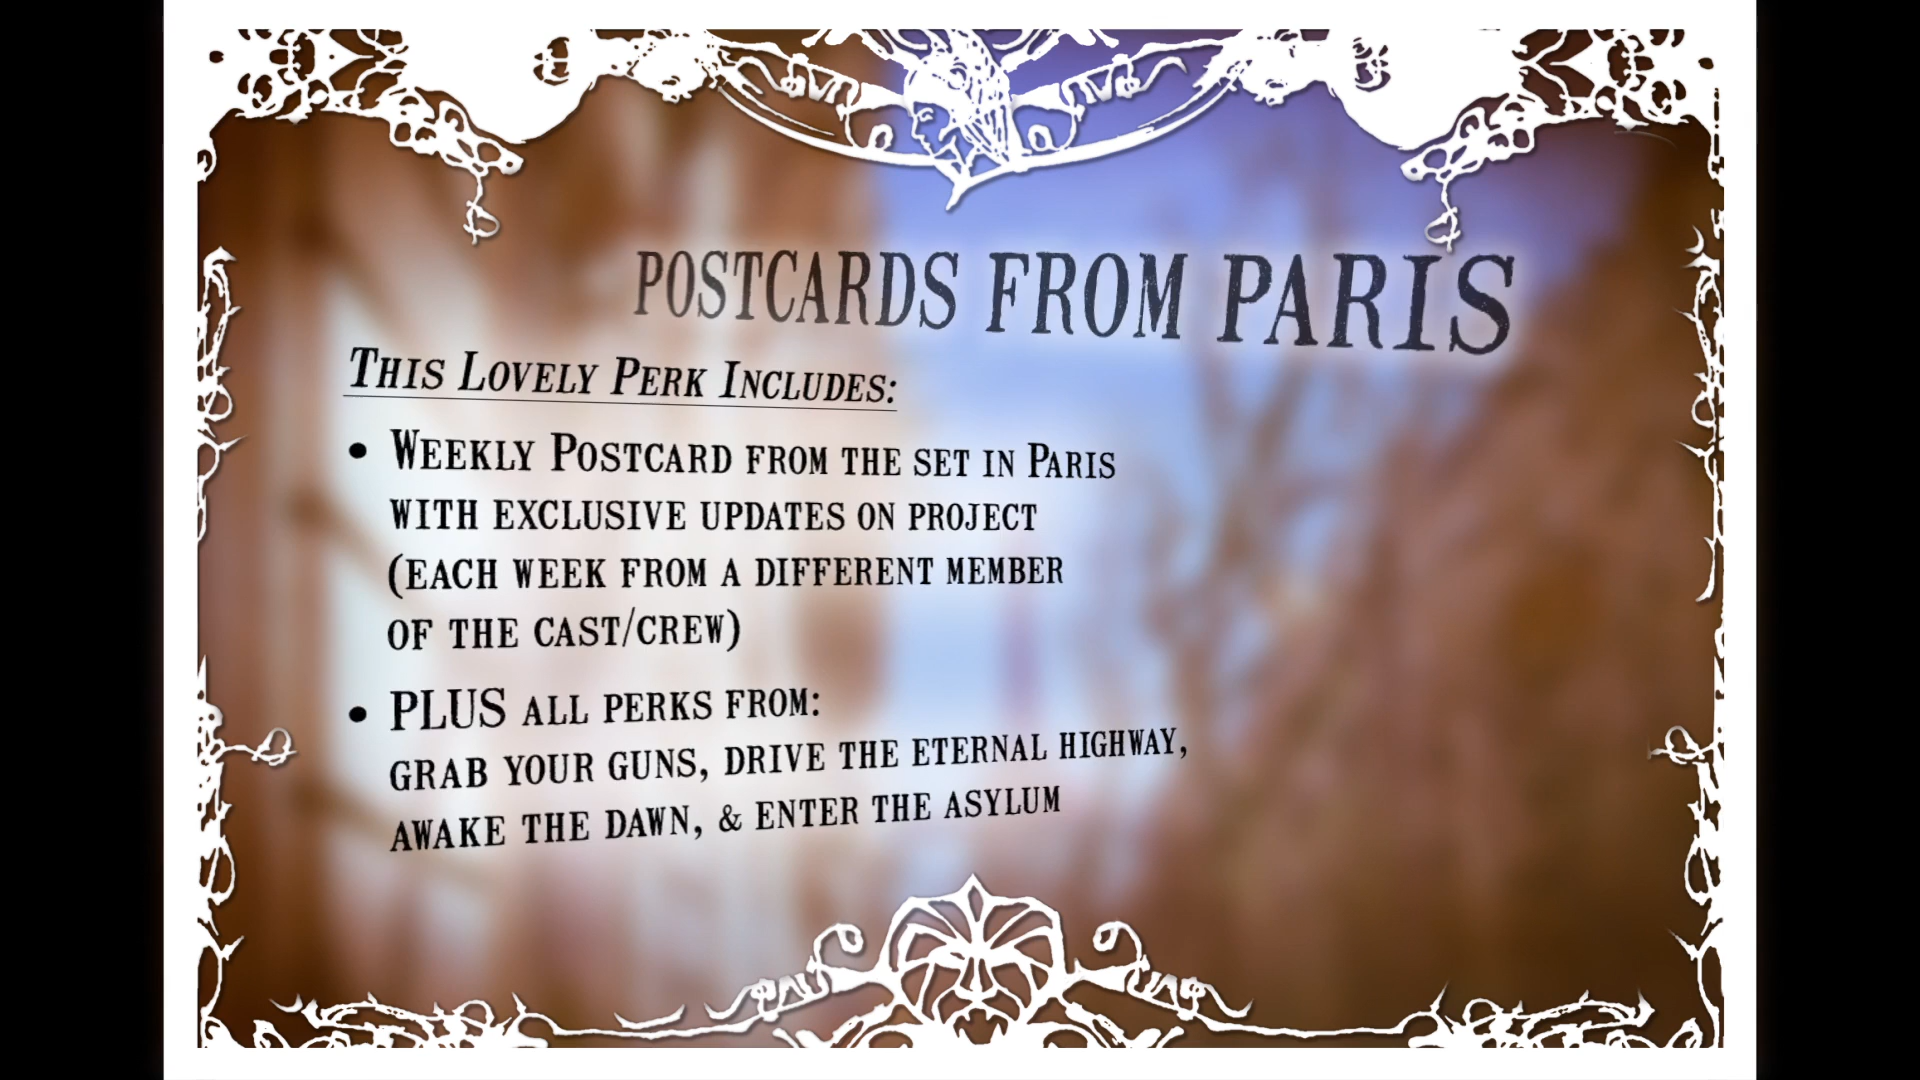 POSTCARDS FROM PARIS
THIS LOVELY PERK INCLUDES:
• WEEKLY POSTCARD FROM THE SET IN PARIS
WITH EXCLUSIVE UPDATES ON PROJECT
(EACH WEEK FROM A DIFFERENT MEMBER
OF THE CAST/CREW)
• PLUS ALL PERKS FROM:
GRAB YOUR GUNS, DRIVE THE ETERNAL HIGHWAY,
AWAKE THE DAWN, & ENTER THE ASYLUM